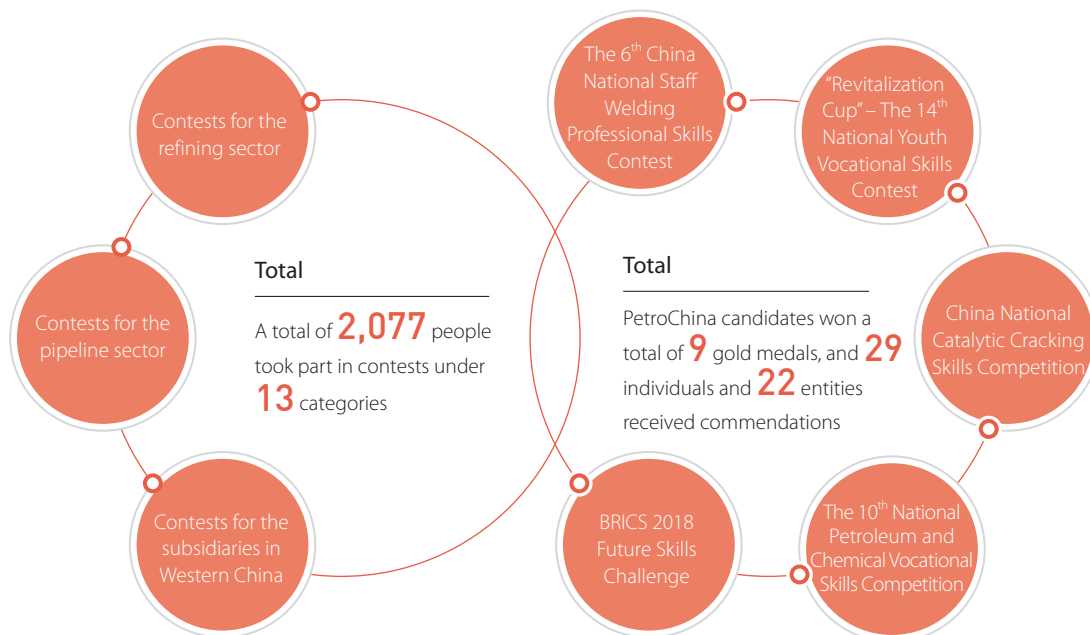 Contests for the
refining sector
Contests for the
pipeline sector
Contests for the
subsidiaries in
Western China
Total
A total of 2,077 people
took part in contests under
13 categories
The 6th China
National Staff
Welding
Professional Skills
Contest
“Revitalization
Cup” – The 14th
National Youth
Vocational Skills
Contest
China National
Catalytic Cracking
Skills Competition
The 10th National
Petroleum and
Chemical Vocational
Skills Competition
BRICS 2018
Future Skills
Challenge
Total
PetroChina candidates won a
total of 9 gold medals, and 29
individuals and 22 entities
received commendations